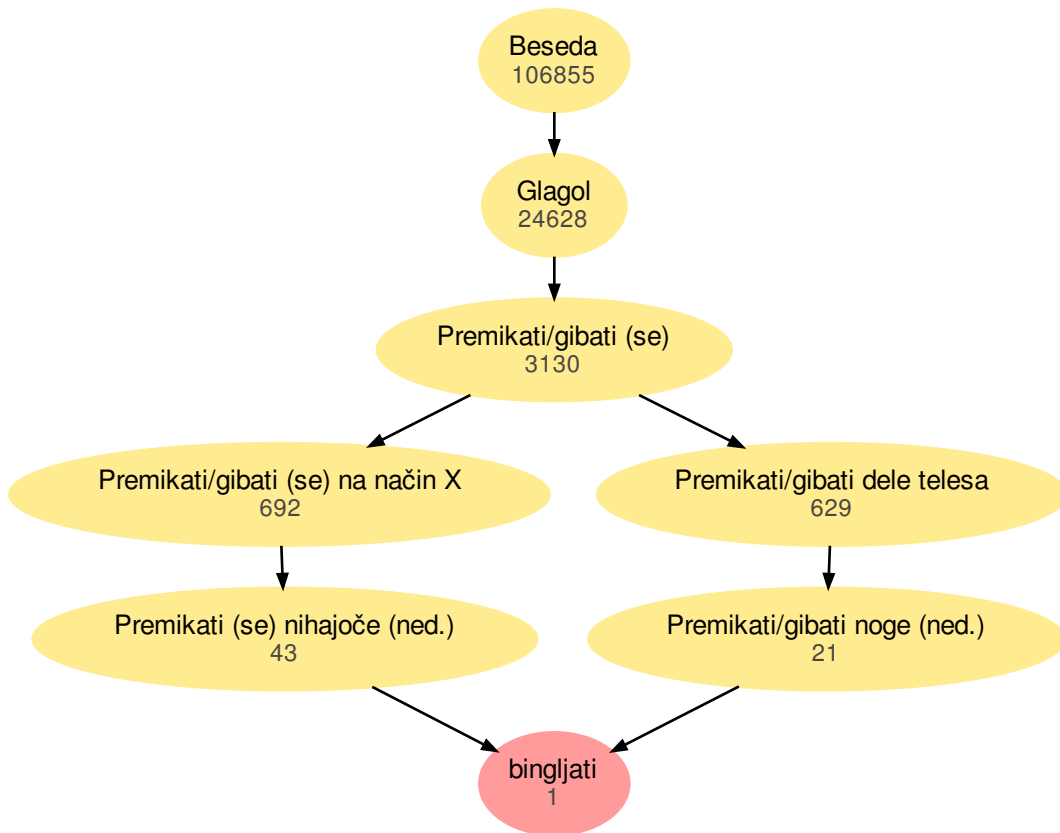 Beseda
106855
Glagol
24628
Premikati/gibati (se)
3130
Premikati/gibati (se) na način X
692
Premikati/gibati dele telesa
629
Premikati (se) nihajoče (ned.)
43
Premikati/gibati noge (ned.)
21
bingljati
1